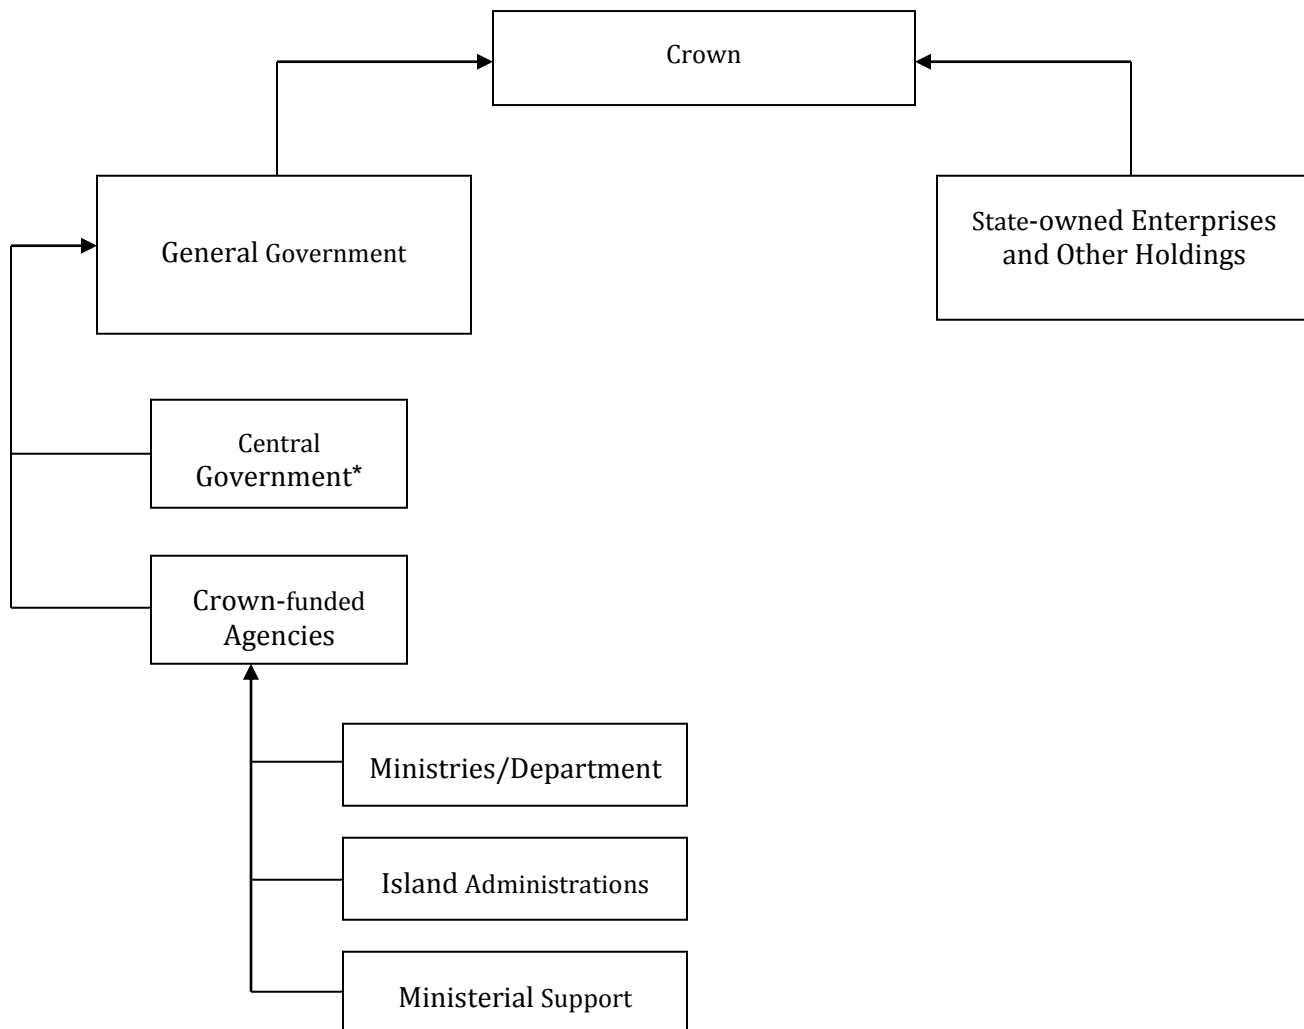 Crown
General Government
State-owned Enterprises
and Other Holdings
Central
Government*
Crown-funded
Agencies
Ministries/Department
Island Administrations
Ministerial Support